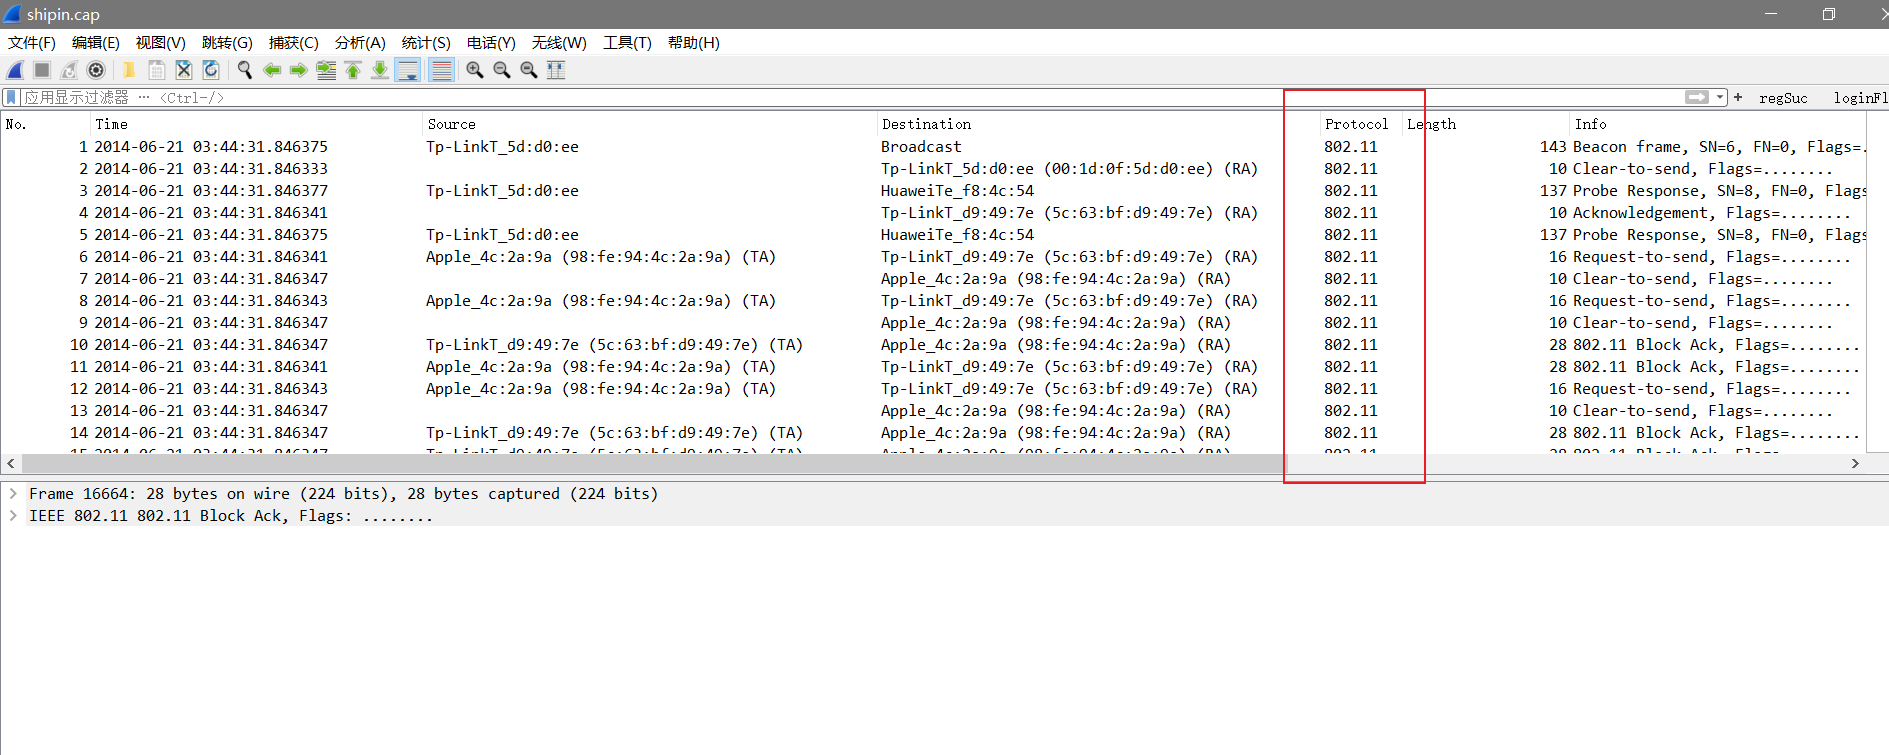 shipin.cap
文件(F) 编辑(E) 视图(V) 跳转(G) 捕获(C) 分析(A) 统计(S) 电话(Y) 无线(W) 工具(T) 帮助(H)
应用显示过滤器 … <Ctrl-/> + regSuc loginFl
No. Time Source Destination Protocol Length Info
1 2014-06-21 03:44:31.846375 Tp-LinkT_5d:d0:ee Broadcast 802.11 143 Beacon frame, SN=6, FN=0, Flags=.
2 2014-06-21 03:44:31.846333 Tp-LinkT_5d:d0:ee (00:1d:0f:5d:d0:ee) (RA) 802.11 10 Clear-to-send, Flags=........
3 2014-06-21 03:44:31.846377 Tp-LinkT_5d:d0:ee HuaweiTe_f8:4c:54 802.11 137 Probe Response, SN=8, FN=0, Flags
4 2014-06-21 03:44:31.846341 Tp-LinkT_d9:49:7e (5c:63:bf:d9:49:7e) (RA) 802.11 10 Acknowledgement, Flags=........
5 2014-06-21 03:44:31.846375 Tp-LinkT_5d:d0:ee HuaweiTe_f8:4c:54 802.11 137 Probe Response, SN=8, FN=0, Flags
6 2014-06-21 03:44:31.846341 Apple_4c:2a:9a (98:fe:94:4c:2a:9a) (TA) Tp-LinkT_d9:49:7e (5c:63:bf:d9:49:7e) (RA) 802.11 16 Request-to-send, Flags=........
7 2014-06-21 03:44:31.846347 Apple_4c:2a:9a (98:fe:94:4c:2a:9a) (RA) 802.11 10 Clear-to-send, Flags=........
8 2014-06-21 03:44:31.846343 Apple_4c:2a:9a (98:fe:94:4c:2a:9a) (TA) Tp-LinkT_d9:49:7e (5c:63:bf:d9:49:7e) (RA) 802.11 16 Request-to-send, Flags=........
9 2014-06-21 03:44:31.846347 Apple_4c:2a:9a (98:fe:94:4c:2a:9a) (RA) 802.11 10 Clear-to-send, Flags=........
10 2014-06-21 03:44:31.846347 Tp-LinkT_d9:49:7e (5c:63:bf:d9:49:7e) (TA) Apple_4c:2a:9a (98:fe:94:4c:2a:9a) (RA) 802.11 28 802.11 Block Ack, Flags=........
11 2014-06-21 03:44:31.846341 Apple_4c:2a:9a (98:fe:94:4c:2a:9a) (TA) Tp-LinkT_d9:49:7e (5c:63:bf:d9:49:7e) (RA) 802.11 28 802.11 Block Ack, Flags=........
12 2014-06-21 03:44:31.846343 Apple_4c:2a:9a (98:fe:94:4c:2a:9a) (TA) Tp-LinkT_d9:49:7e (5c:63:bf:d9:49:7e) (RA) 802.11 16 Request-to-send, Flags=........
13 2014-06-21 03:44:31.846347 Apple_4c:2a:9a (98:fe:94:4c:2a:9a) (RA) 802.11 10 Clear-to-send, Flags=........
14 2014-06-21 03:44:31.846347 Tp-LinkT_d9:49:7e (5c:63:bf:d9:49:7e) (TA) Apple_4c:2a:9a (98:fe:94:4c:2a:9a) (RA) 802.11 28 802.11 Block Ack, Flags=........
Frame 16664: 28 bytes on wire (224 bits), 28 bytes captured (224 bits)
IEEE 802.11 802.11 Block Ack, Flags: ........